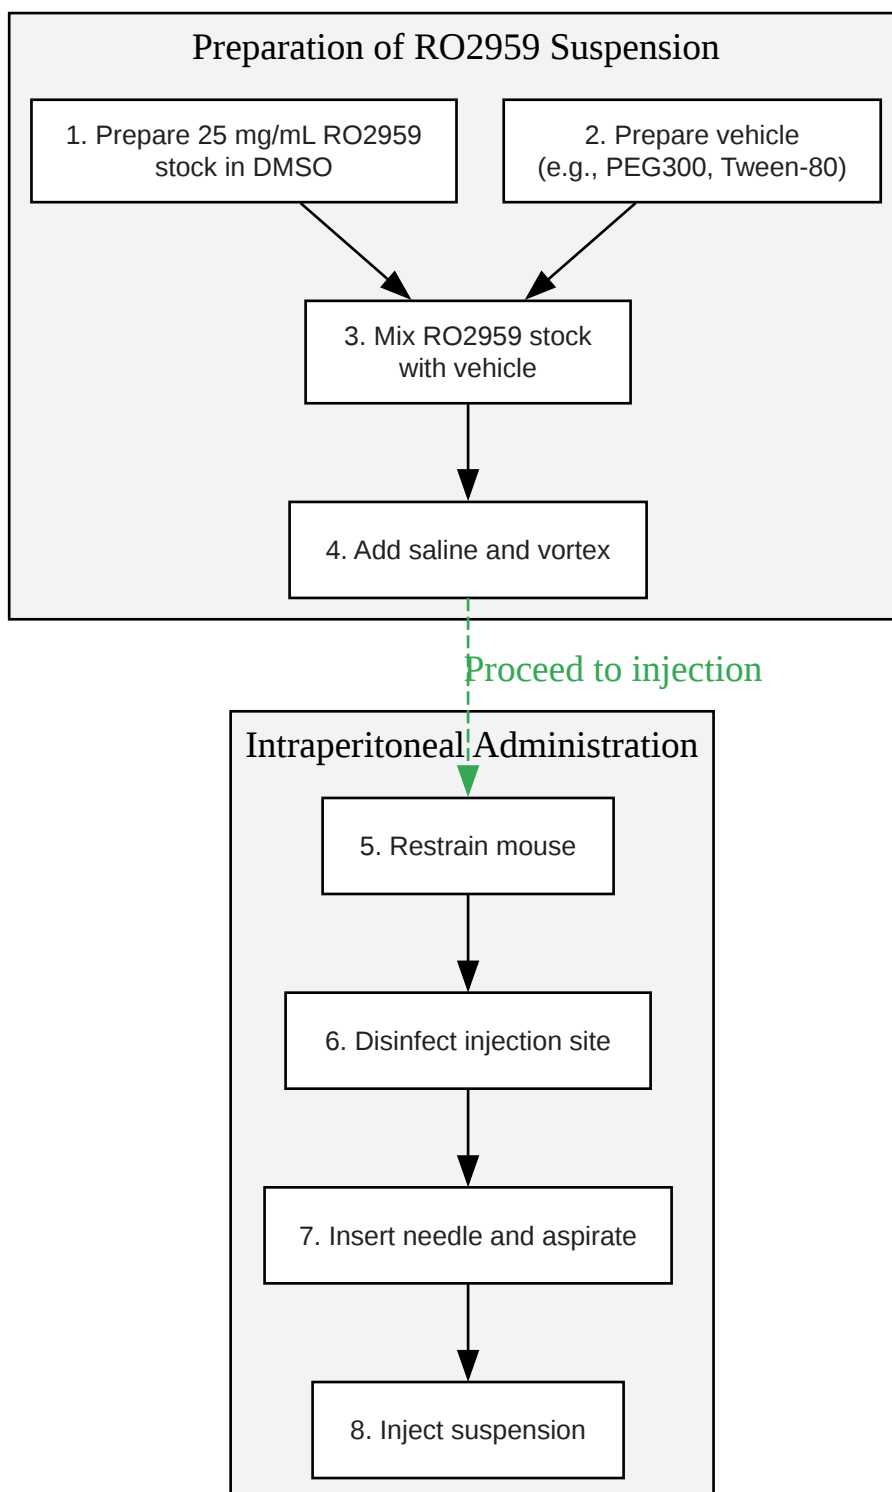 Preparation of RO2959 Suspension
1. Prepare 25 mg/mL RO2959
stock in DMSO
2. Prepare vehicle
(e.g., PEG300, Tween-80)
3. Mix RO2959 stock
with vehicle
4. Add saline and vortex
Proceed to injection
Intraperitoneal Administration
5. Restrain mouse
6. Disinfect injection site
7. Insert needle and aspirate
8. Inject suspension